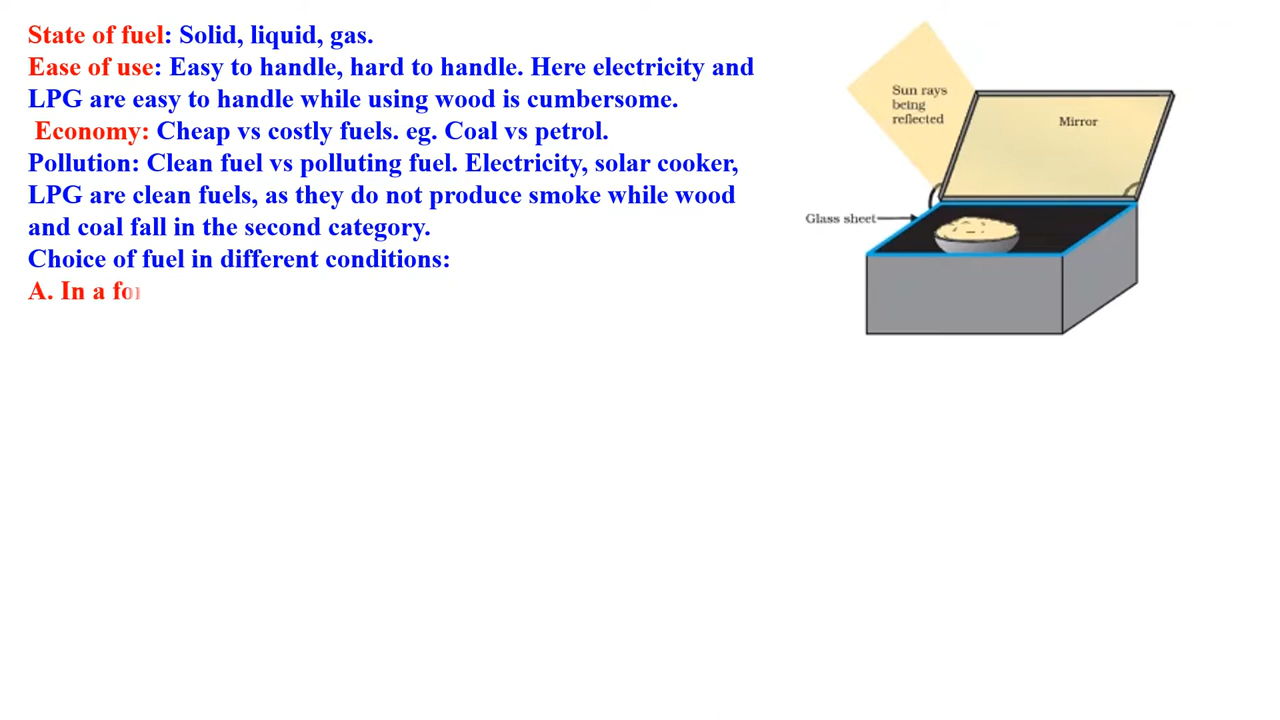 State of fuel: Solid, liquid, gas.
Ease of use: Easy to handle, hard to handle. Here electricity and
LPG are easy to handle while using wood is cumbersome.
Economy: Cheap vs costly fuels. eg. Coal vs petrol.
Pollution: Clean fuel vs polluting fuel. Electricity, solar cooker,
LPG are clean fuels, as they do not produce smoke while wood
and coal fall in the second category.
Choice of fuel in different conditions:
A. In a
Sun rays
being
reflected
Mirror
Glass sheet